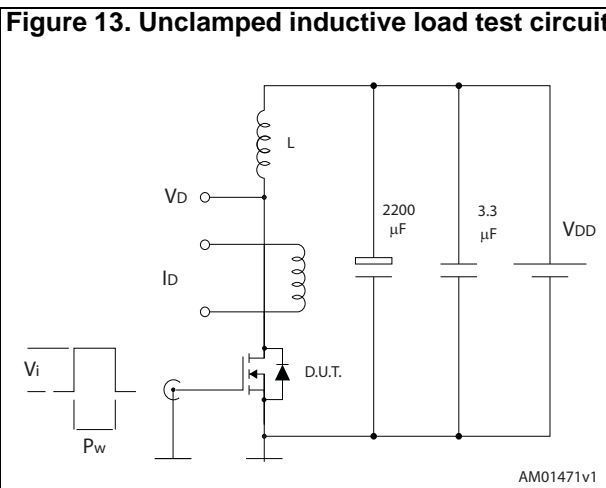 Figure 13. Unclamped inductive load test circuit
L
VD
2200
µF
3.3
µF
VDD
ID
Vi
D.U.T.
Pw
AM01471v1